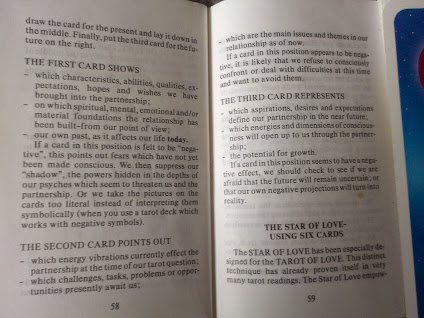 draw the card for the present and lay it down in
the middle. Finally, put the third card for the fu-
ture on the right.
THE FIRST CARD SHOWS
– which characteristics, abilities, qualities, ex-
pectations, hopes and wishes we have
brought into the partnership;
– on which spiritual, mental, emotional and/or
material foundations the relationship has
been built–from our point of view;
– our own past, as it affects our life today.
If a card in this position is felt to be "nega-
tive", this points out fears which have not yet
been made conscious. We then suppress our
"shadow", the powers hidden in the depths of
our psyches which seem to threaten us and the
partnership. Or we take the pictures on the
cards too literal instead of interpreting them
symbolically (when you use a tarot deck which
works with negative symbols).
THE SECOND CARD POINTS OUT
– which energy vibrations currently effect the
partnership at the time of our tarot question;
– which challenges, tasks, problems or oppor-
tunities presently await us;
58
– which are the main issues and themes in our
relationship as of now.
If a card in this position appears to be nega-
tive, it is likely that we refuse to consciously
confront or deal with difficulties at this time
and want to avoid them.
THE THIRD CARD REPRESENTS
– which aspirations, desires and expectations
define our partnership in the near future;
– which energies and dimensions of conscious-
ness will open up to us through the partner-
ship;
– the potential for growth.
If a card in this position seems to have a nega-
tive effect, we should check to see if we are
afraid that the future will remain uncertain, or
that our own negative projections will turn into
reality.
THE STAR OF LOVE–
USING SIX CARDS
The STAR OF LOVE has been especially de-
signed for the TAROT OF LOVE. This distinct
technique has already proven itself in very
many tarot readings. The Star of Love empow-
59